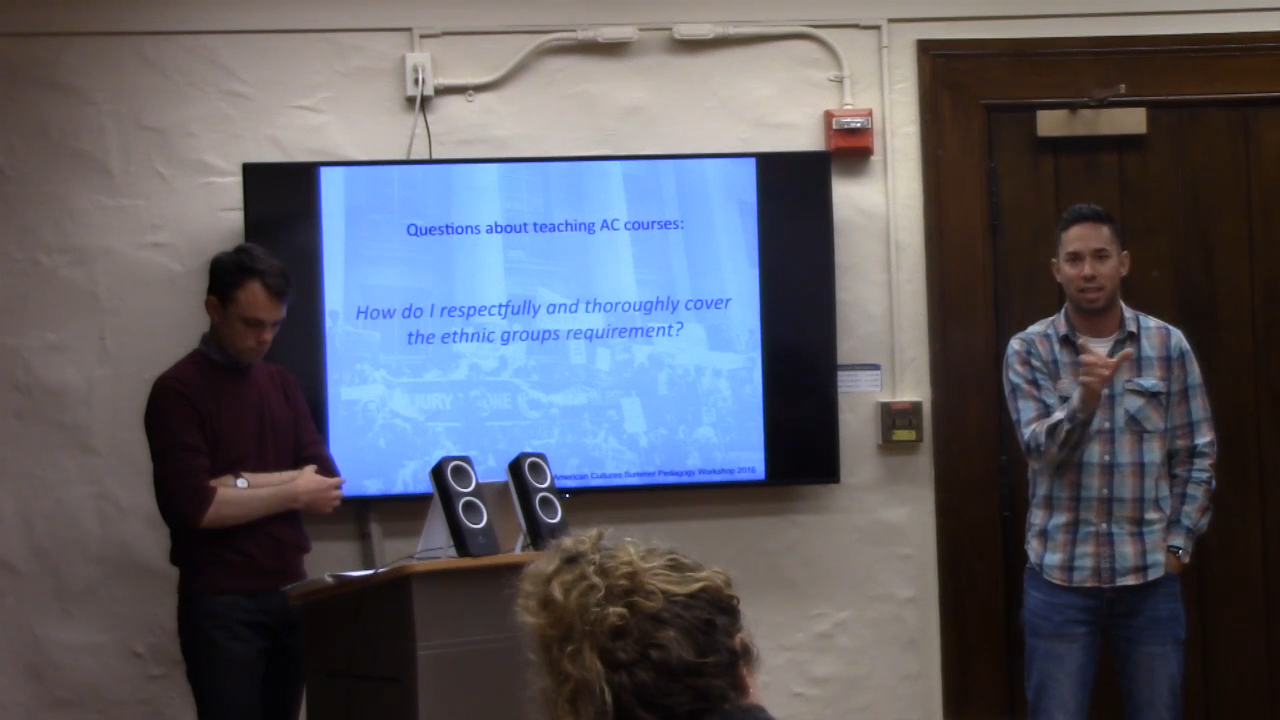 Questions about teaching AC courses:
How do I respectfully and thoroughly cover
the ethnic groups requirement?
American Cultures Summer Pedagogy Workshop 2016